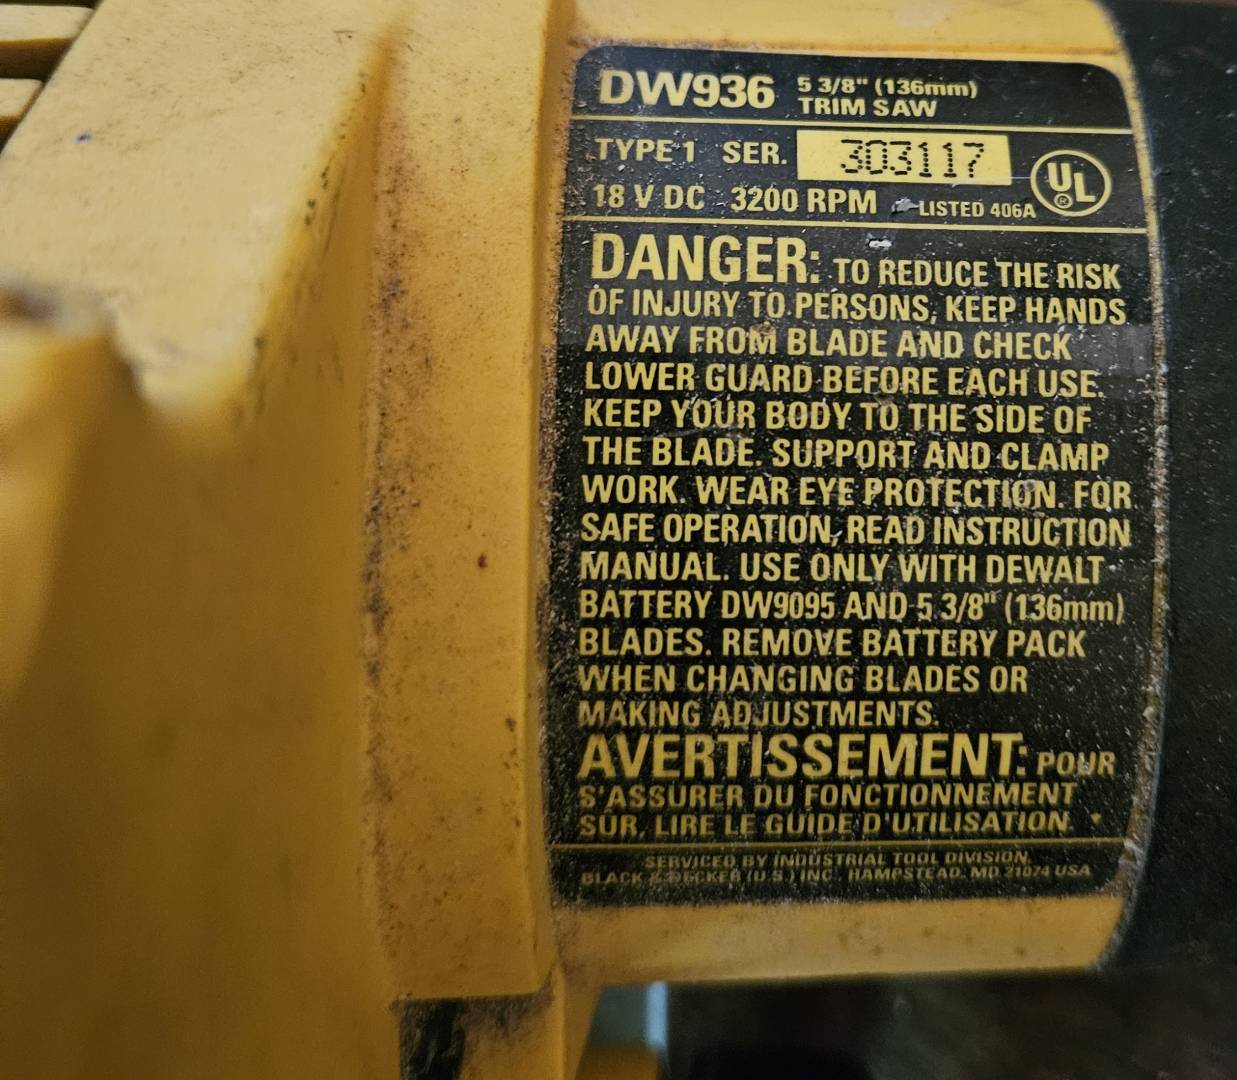 DW936 5 3/8" (136mm)
TRIM SAW
TYPE 1 SER. 303117
18 V DC 3200 RPM LISTED 406A UL ®
DANGER: TO REDUCE THE RISK
OF INJURY TO PERSONS, KEEP HANDS
AWAY FROM BLADE AND CHECK
LOWER GUARD BEFORE EACH USE.
KEEP YOUR BODY TO THE SIDE OF
THE BLADE. SUPPORT AND CLAMP
WORK. WEAR EYE PROTECTION. FOR
SAFE OPERATION, READ INSTRUCTION
MANUAL. USE ONLY WITH DEWALT
BATTERY DW9095 AND 5 3/8" (136mm)
BLADES. REMOVE BATTERY PACK
WHEN CHANGING BLADES OR
MAKING ADJUSTMENTS.
AVERTISSEMENT: POUR
S'ASSURER DU FONCTIONNEMENT
SÛR, LIRE LE GUIDE D'UTILISATION.
SERVICED BY INDUSTRIAL TOOL DIVISION,
BLACK & DECKER (U.S.) INC. HAMPSTEAD, MD 21074 USA